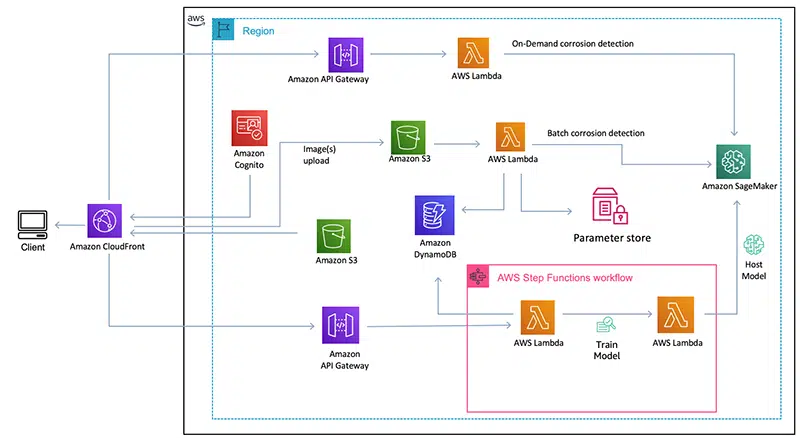 aws
Region
Amazon API Gateway
AWS Lambda
On-Demand corrosion detection
Amazon
Cognito
Image(s)
upload
Amazon S3
AWS Lambda
Batch corrosion detection
Amazon SageMaker
Client
Amazon CloudFront
Amazon S3
Amazon
DynamoDB
Parameter store
Host
Model
AWS Step Functions workflow
AWS Lambda
Train
Model
AWS Lambda
Amazon
API Gateway